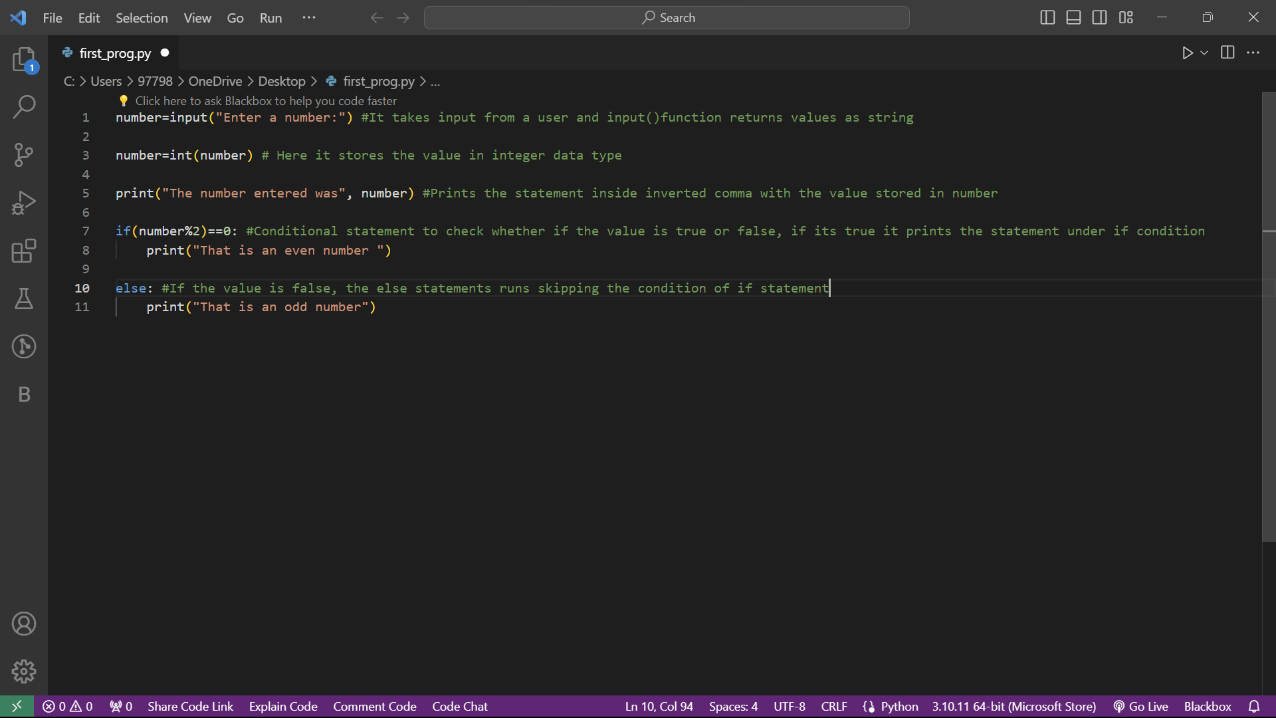 File Edit Selection View Go Run ··· Search
first_prog.py
C: > Users > 97798 > OneDrive > Desktop > first_prog.py > ...
Click here to ask Blackbox to help you code faster
1 number=input("Enter a number:") #It takes input from a user and input()function returns values as string
2
3 number=int(number) # Here it stores the value in integer data type
4
5 print("The number entered was", number) #Prints the statement inside inverted comma with the value stored in number
6
7 if(number%2)==0: #Conditional statement to check whether if the value is true or false, if its true it prints the statement under if condition
8 print("That is an even number ")
9
10 else: #If the value is false, the else statements runs skipping the condition of if statement
11 print("That is an odd number")
1
B
0 0 0 Share Code Link Explain Code Comment Code Code Chat Ln 10, Col 94 Spaces: 4 UTF-8 CRLF Python 3.10.11 64-bit (Microsoft Store) Go Live Blackbox